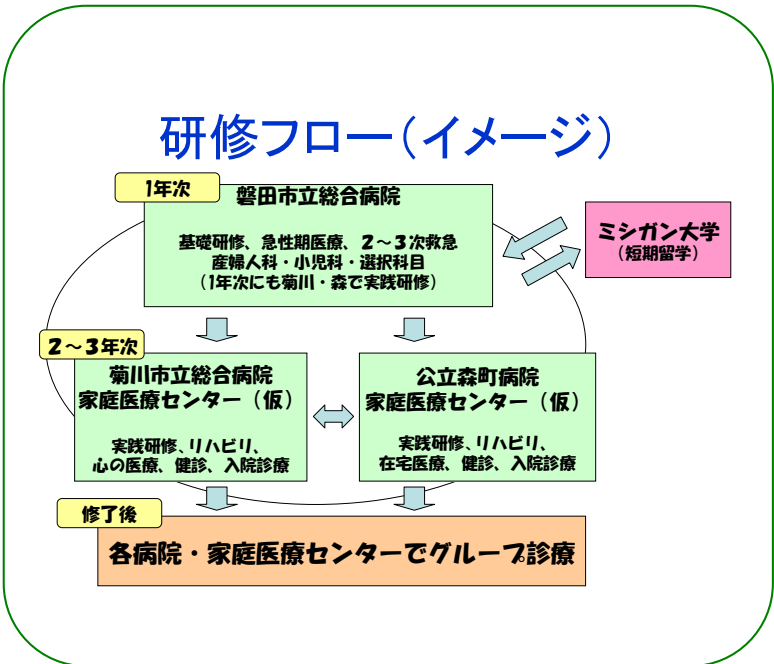 研修フロー（イメージ）
1年次
磐田市立総合病院
基礎研修、急性期医療、２～３次救急
産婦人科・小児科・選択科目
（1年次にも菊川・森で実践研修）
ミシガン大学
（短期留学）
２～３年次
菊川市立総合病院
家庭医療センター（仮）
実践研修、リハビリ、
心の医療、健診、入院診療
公立森町病院
家庭医療センター（仮）
実践研修、リハビリ、
在宅医療、健診、入院診療
修了後
各病院・家庭医療センターでグループ診療